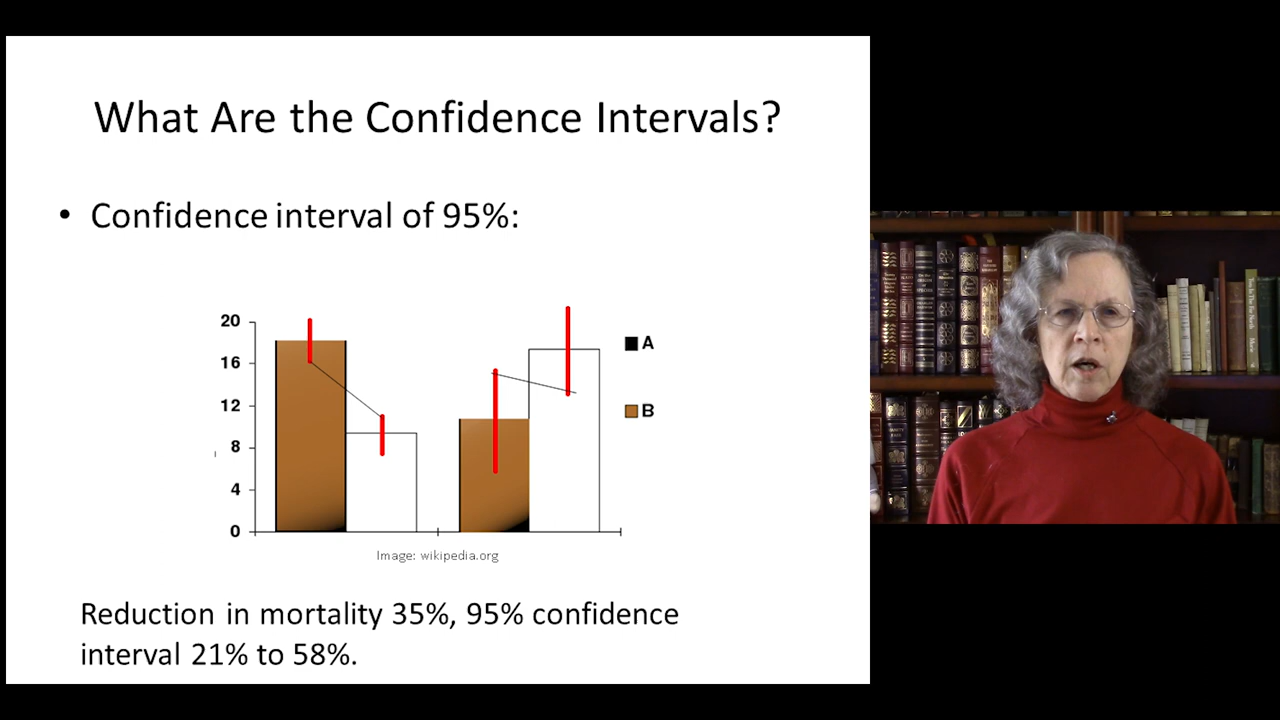 What Are the Confidence Intervals?
• Confidence interval of 95%:
20
16
12
8
4
0
A
B
Image: wikipedia.org
Reduction in mortality 35%, 95% confidence
interval 21% to 58%.